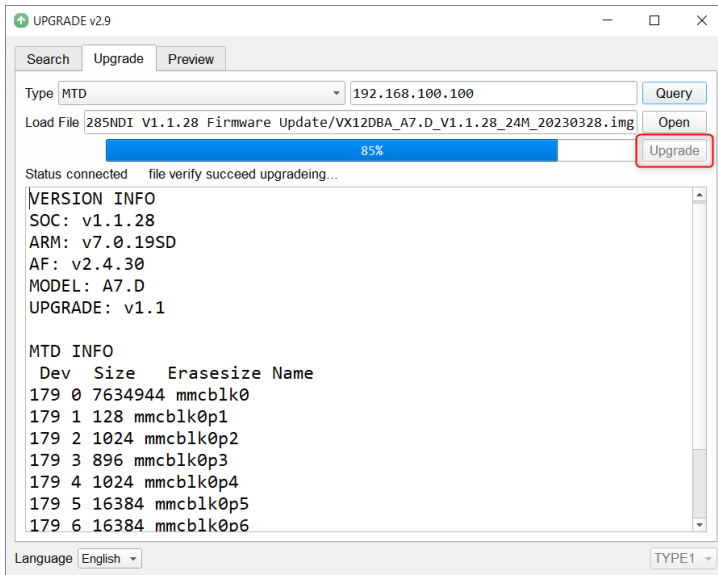 UPGRADE v2.9
Search Upgrade Preview
Type MTD 192.168.100.100 Query
Load File 285NDI V1.1.28 Firmware Update/VX12DBA_A7.D_V1.1.28_24M_20230328.img Open
85% Upgrade
Status connected file verify succeed upgradeing...
VERSION INFO
SOC: v1.1.28
ARM: v7.0.19SD
AF: v2.4.30
MODEL: A7.D
UPGRADE: v1.1
MTD INFO
Dev Size Erasesize Name
179 0 7634944 mmcblk0
179 1 128 mmcblk0p1
179 2 1024 mmcblk0p2
179 3 896 mmcblk0p3
179 4 1024 mmcblk0p4
179 5 16384 mmcblk0p5
179 6 16384 mmcblk0p6
Language English TYPE1